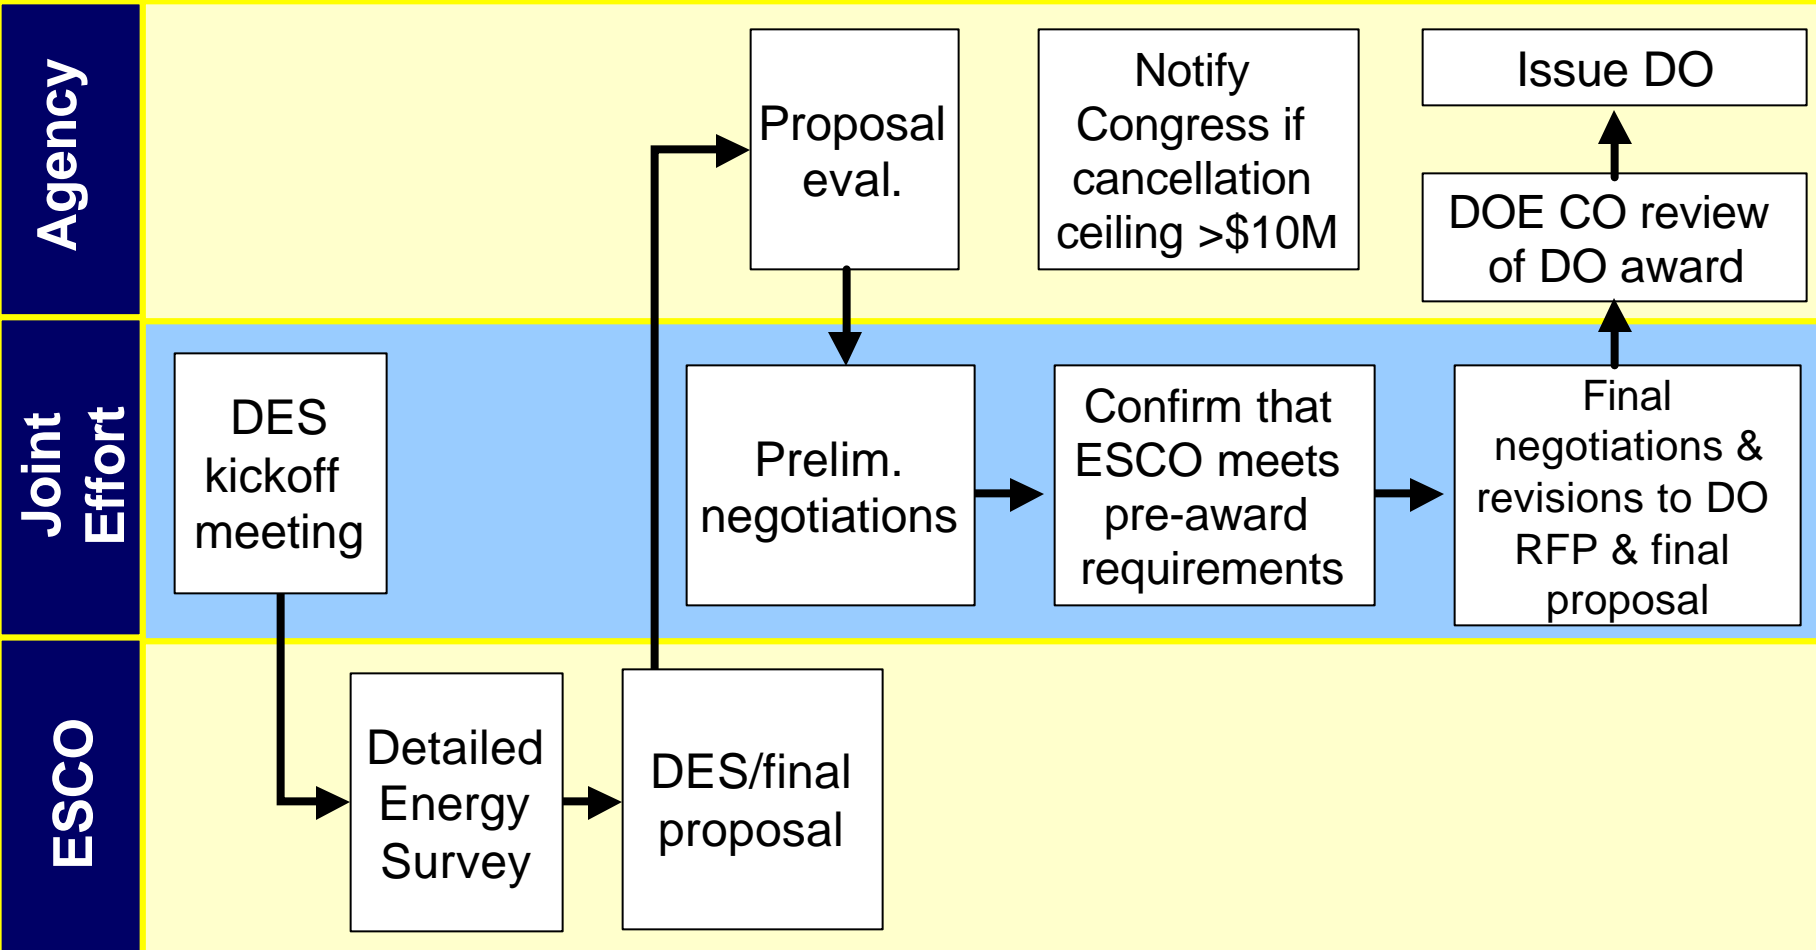 Agency
Proposal
eval.
Notify
Congress if
cancellation
ceiling >$10M
Issue DO
DOE CO review
of DO award
Joint
Effort
DES
kickoff
meeting
Prelim.
negotiations
Confirm that
ESCO meets
pre-award
requirements
Final
negotiations &
revisions to DO
RFP & final
proposal
ESCO
Detailed
Energy
Survey
DES/final
proposal